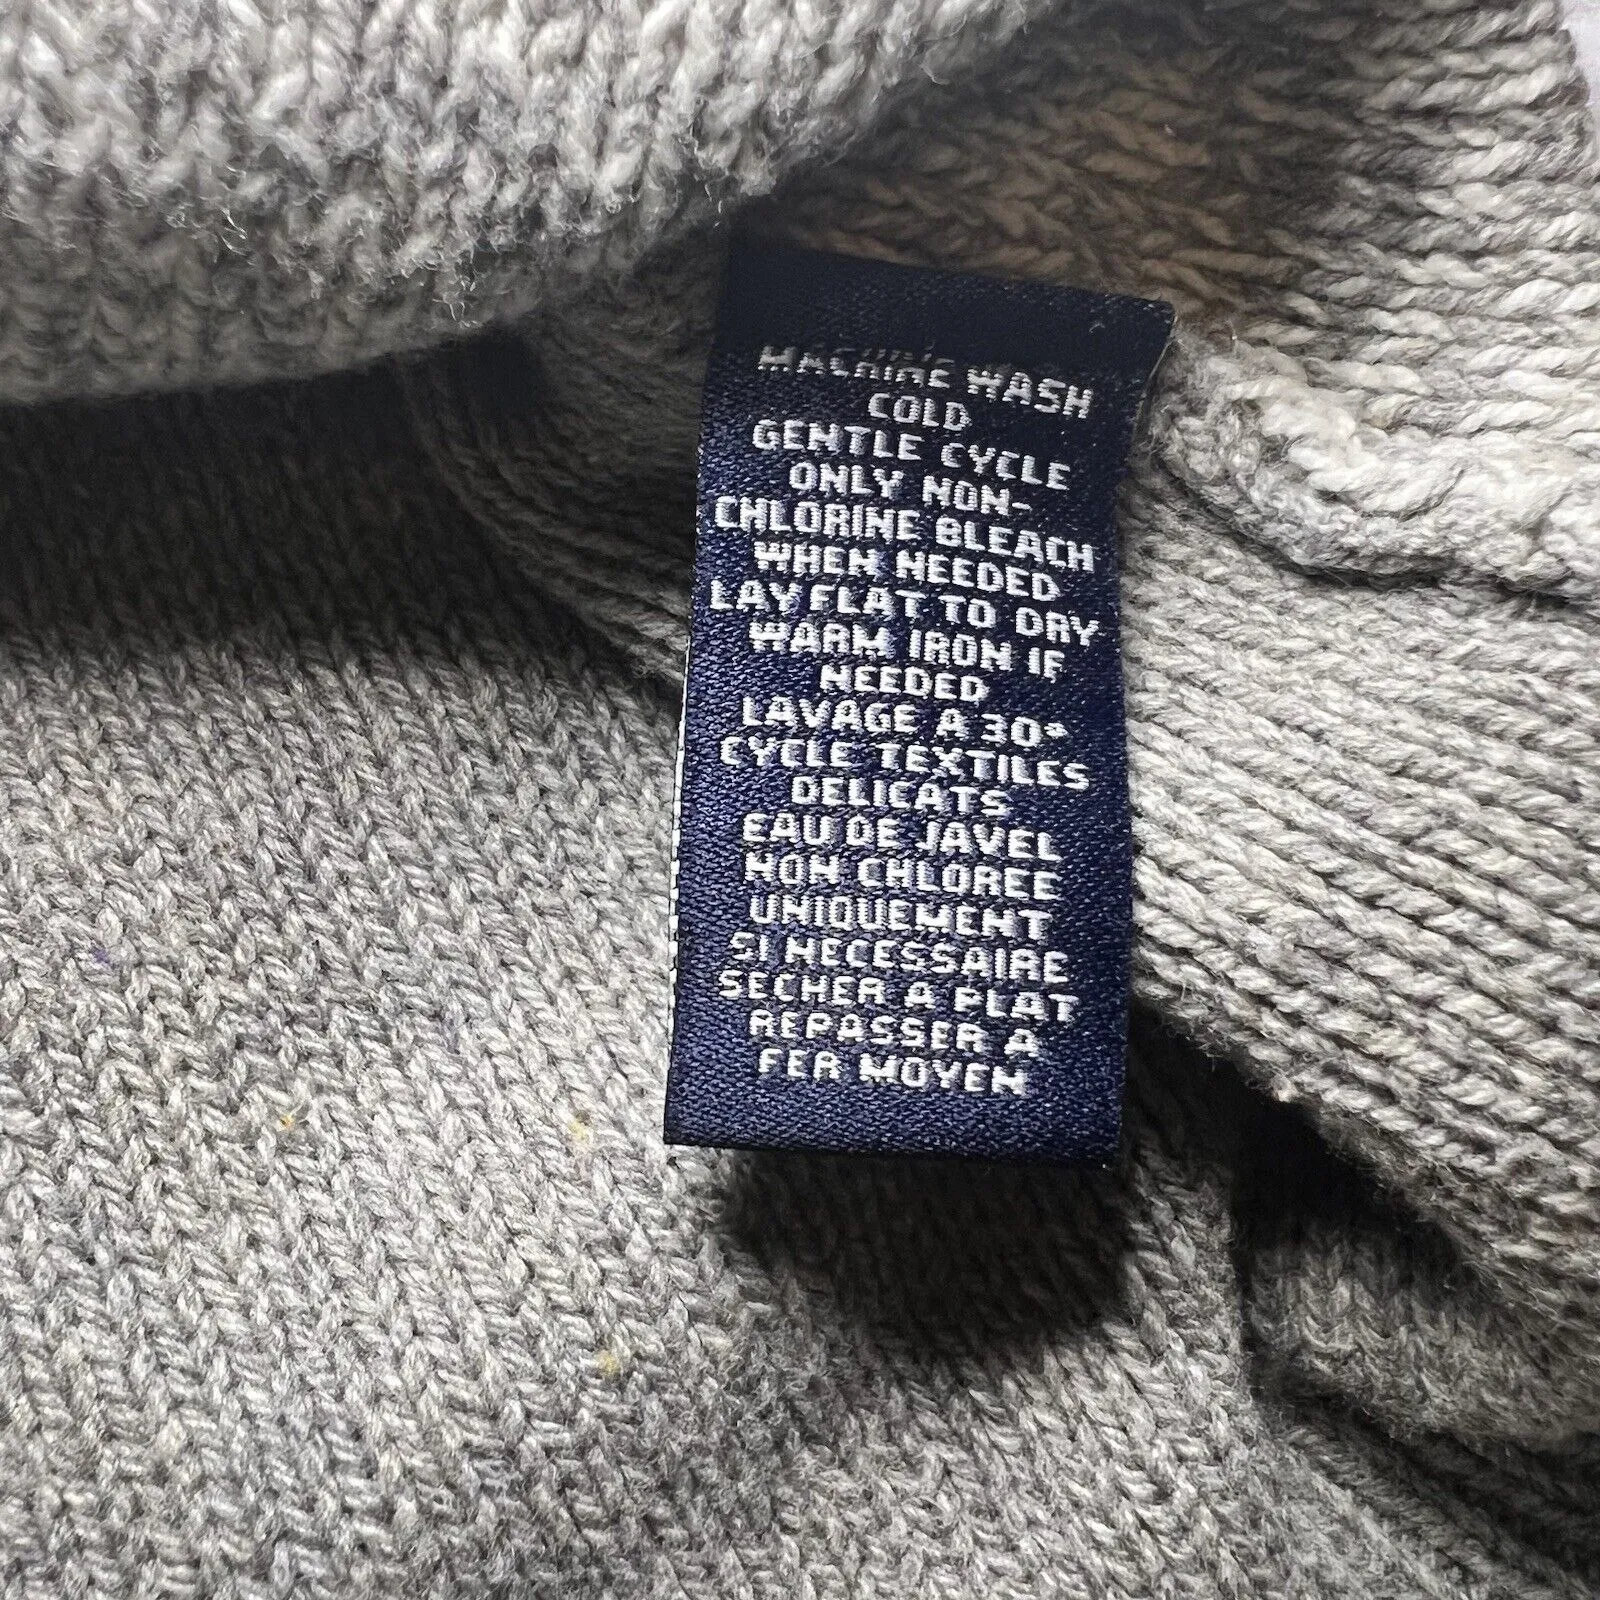 MACHINE WASH
COLD
GENTLE CYCLE
ONLY NON-
CHLORINE BLEACH
WHEN NEEDED
LAY FLAT TO DRY
WARM IRON IF
NEEDED
LAVAGE A 30°
CYCLE TEXTILES
DELICATS
EAU DE JAVEL
NON CHLOREE
UNIQUEMENT
SI NECESSAIRE
SECHER A PLAT
REPASSER A
FER MOYEN